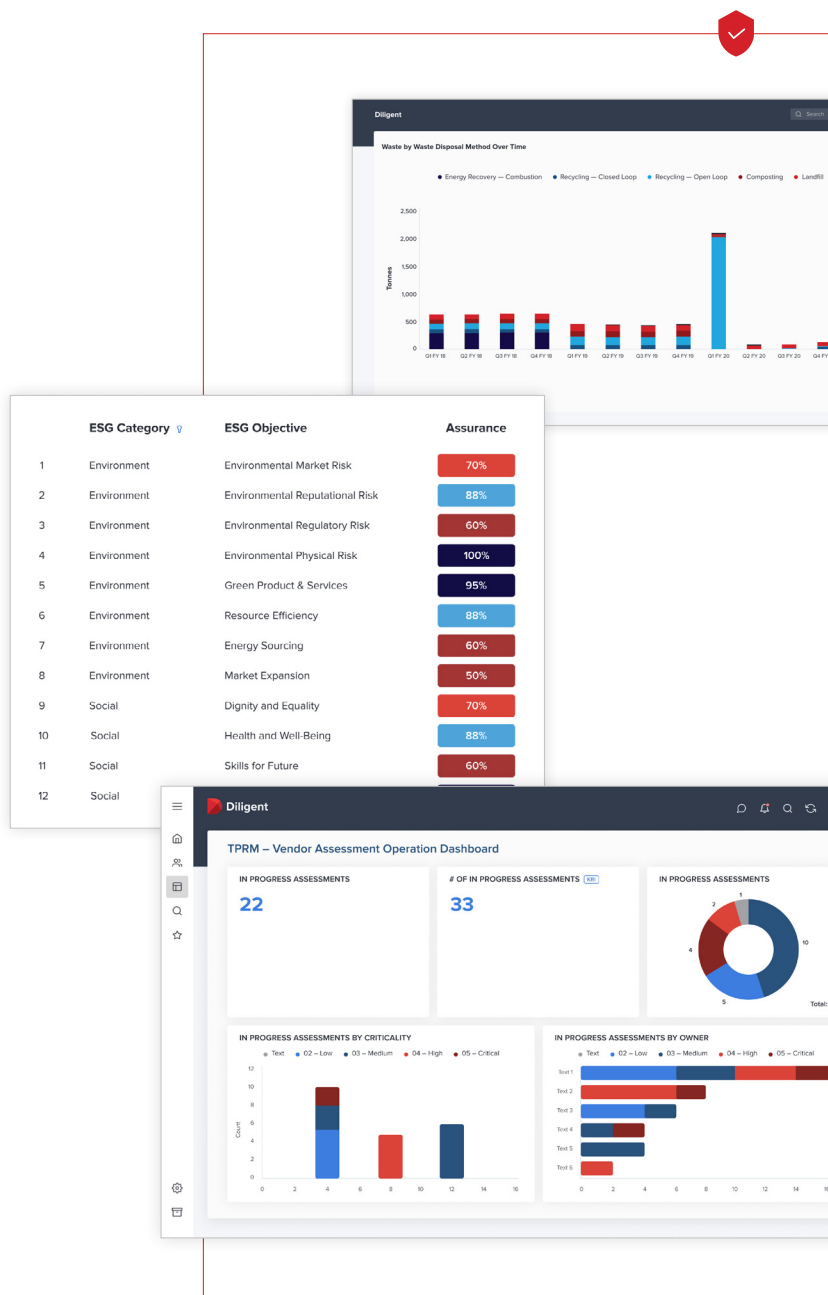 Diligent
Search
Waste by Waste Disposal Method Over Time
Energy Recovery — Combustion Recycling — Closed Loop Recycling — Open Loop Composting Landfill
2,500
2,000
1,500
1,000
500
0
Tonnes
Q1 FY 18 Q2 FY 18 Q3 FY 18 Q4 FY 18 Q1 FY 19 Q2 FY 19 Q3 FY 19 Q4 FY 19 Q1 FY 20 Q2 FY 20 Q3 FY 20 Q4 FY
ESG Category ESG Objective Assurance
1 Environment Environmental Market Risk 70%
2 Environment Environmental Reputational Risk 88%
3 Environment Environmental Regulatory Risk 60%
4 Environment Environmental Physical Risk 100%
5 Environment Green Product & Services 95%
6 Environment Resource Efficiency 88%
7 Environment Energy Sourcing 60%
8 Environment Market Expansion 50%
9 Social Dignity and Equality 70%
10 Social Health and Well-Being 88%
11 Social Skills for Future 60%
12 Social
Diligent
TPRM – Vendor Assessment Operation Dashboard
IN PROGRESS ASSESSMENTS
22
# OF IN PROGRESS ASSESSMENTS KRI
33
IN PROGRESS ASSESSMENTS
1
2
4
10
5
Total:
IN PROGRESS ASSESSMENTS BY CRITICALITY
Text 02 – Low 03 – Medium 04 – High 05 – Critical
12
10
8
6
4
2
0
Count
0 2 4 6 8 10 12 14 16
IN PROGRESS ASSESSMENTS BY OWNER
Text 02 – Low 03 – Medium 04 – High 05 – Critical
Text 1
Text 2
Text 3
Text 4
Text 5
Text 6
0 2 4 6 8 10 12 14 16